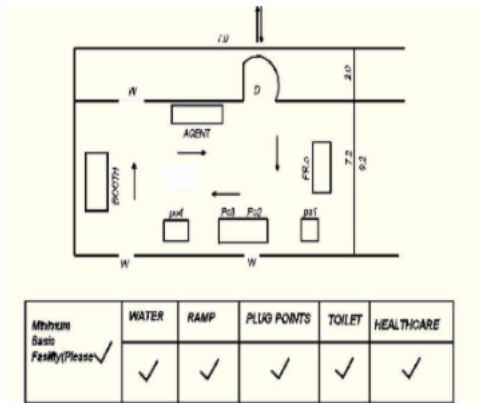 7.0
2.0
W
D
AGENT
7.2
9.2
BOOTH
PR.O
po4
Po3 Po2
po1
W
W
Minimum
Basic
Facility(Please ✓
WATER
RAMP
PLUG POINTS
TOILET
HEALTHCARE
✓ ✓ ✓ ✓ ✓